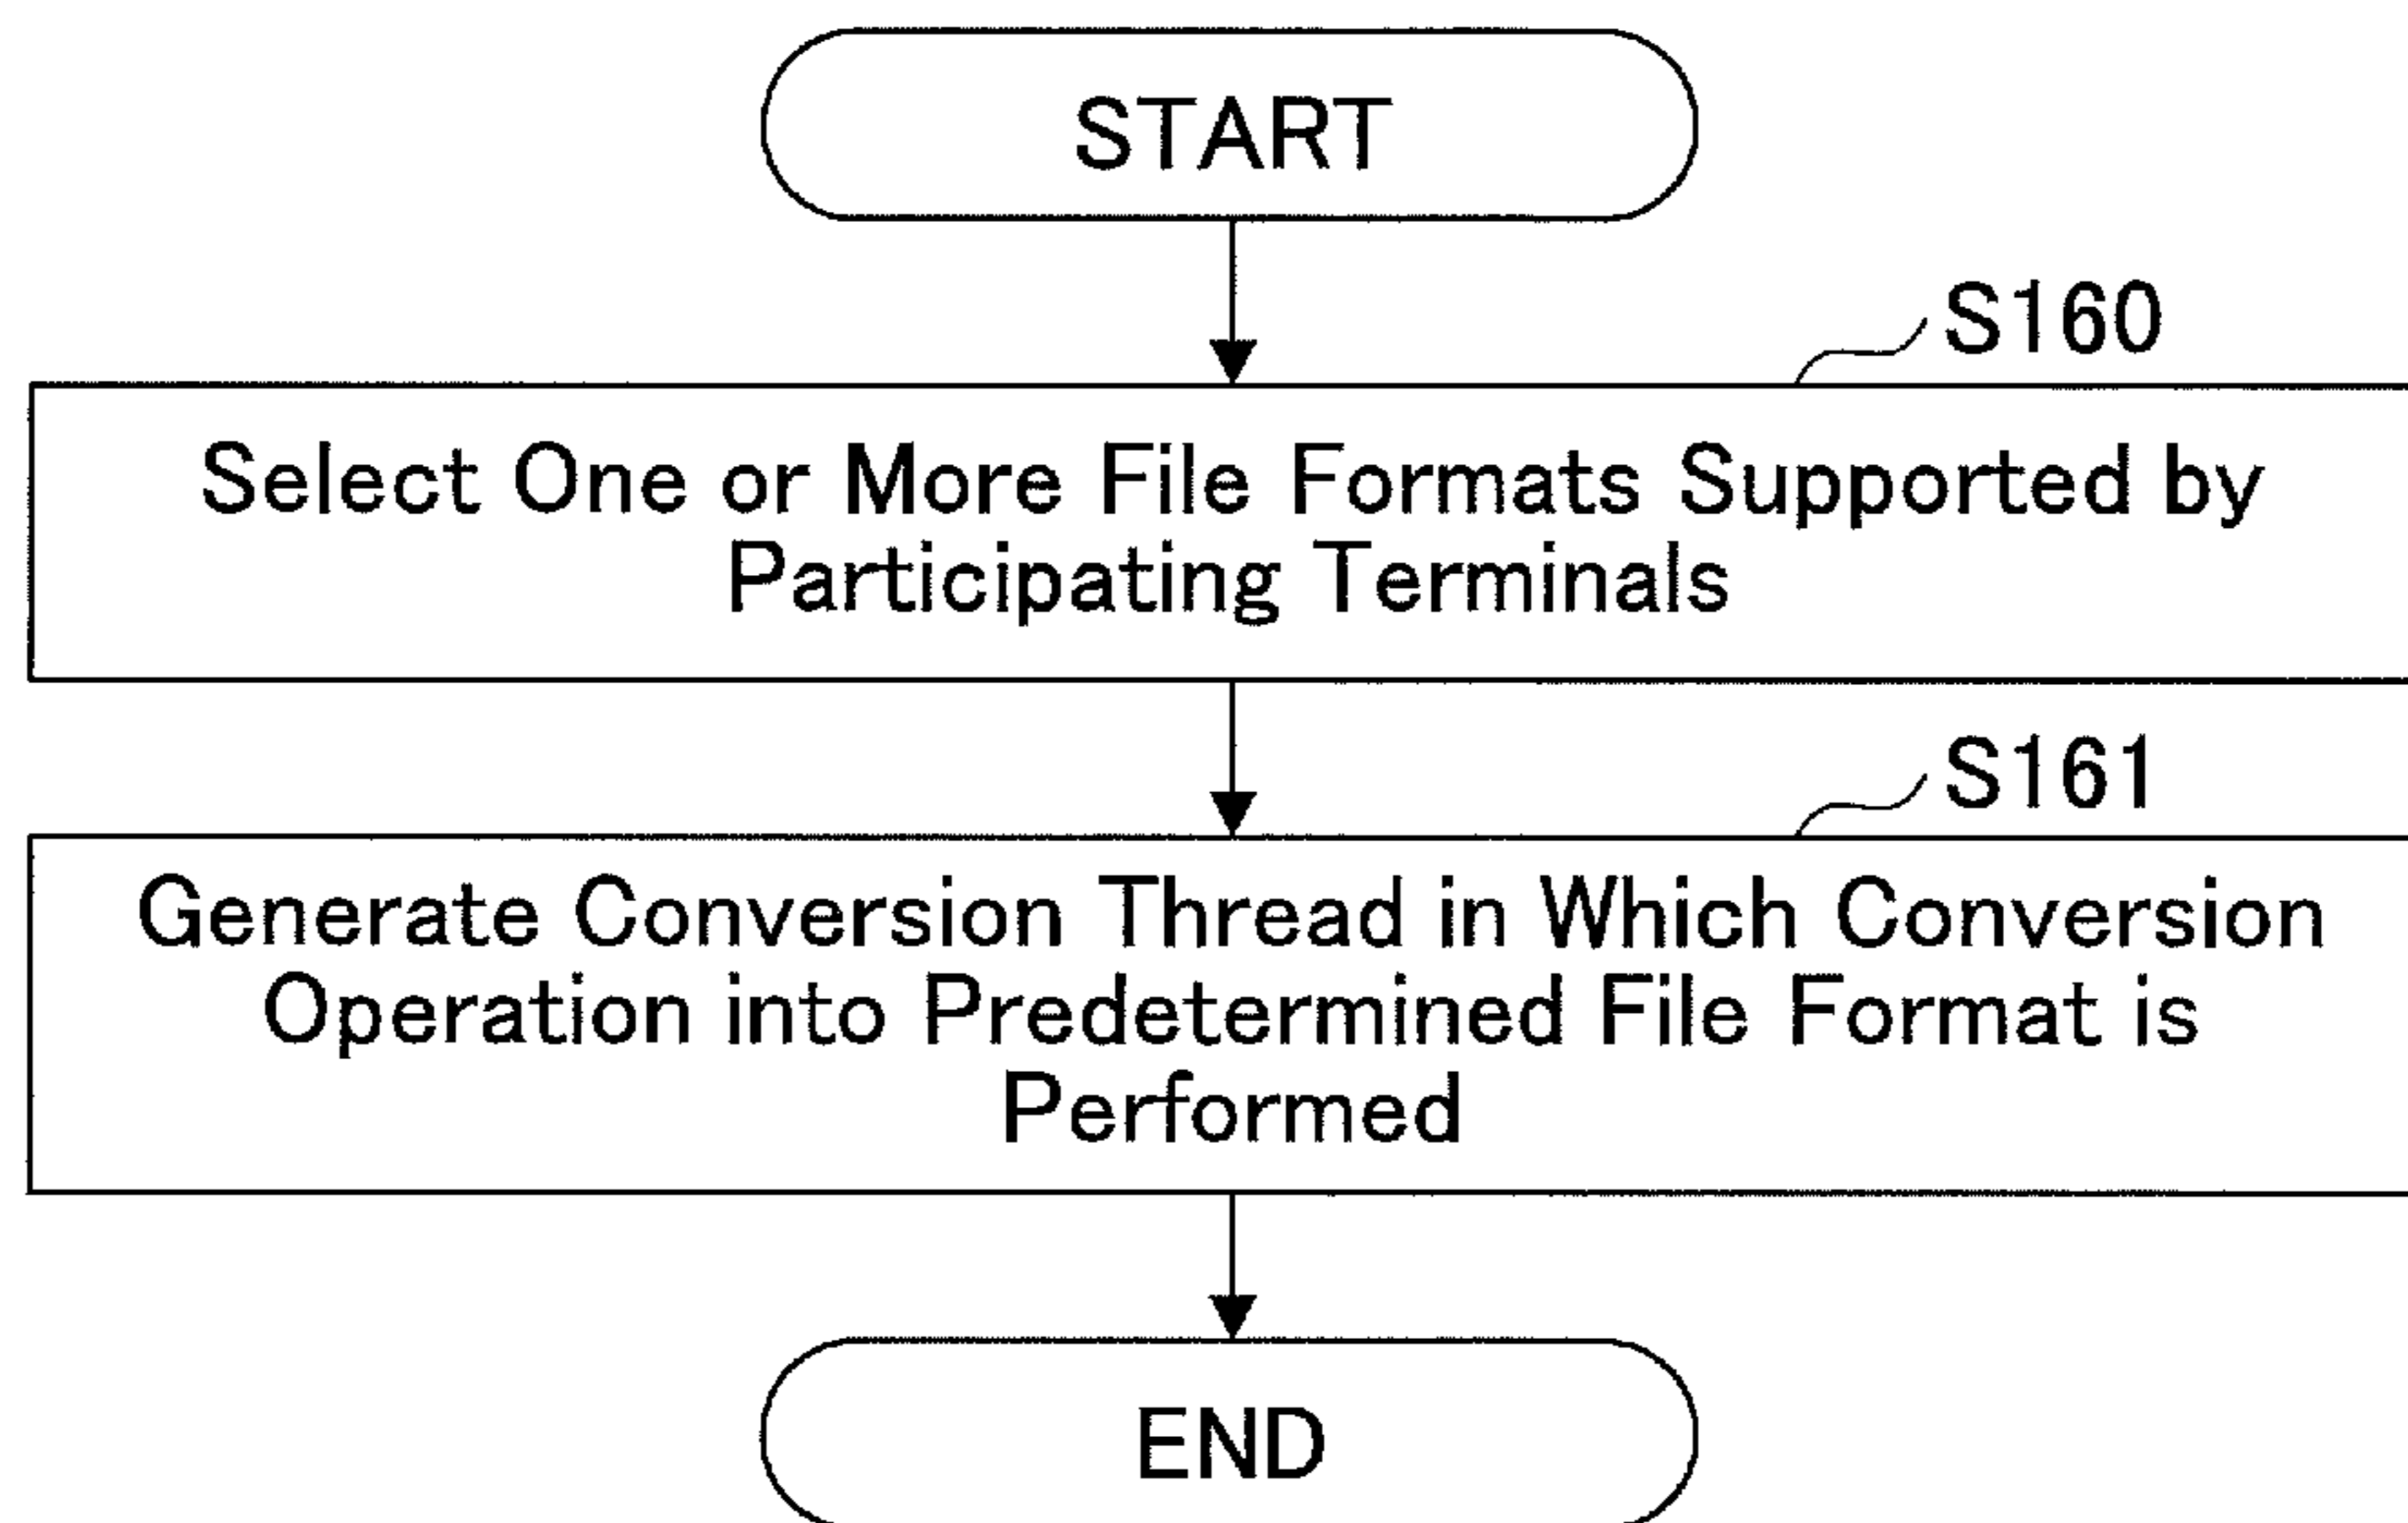 START
S160
Select One or More File Formats Supported by
Participating Terminals
S161
Generate Conversion Thread in Which Conversion
Operation into Predetermined File Format is
Performed
END